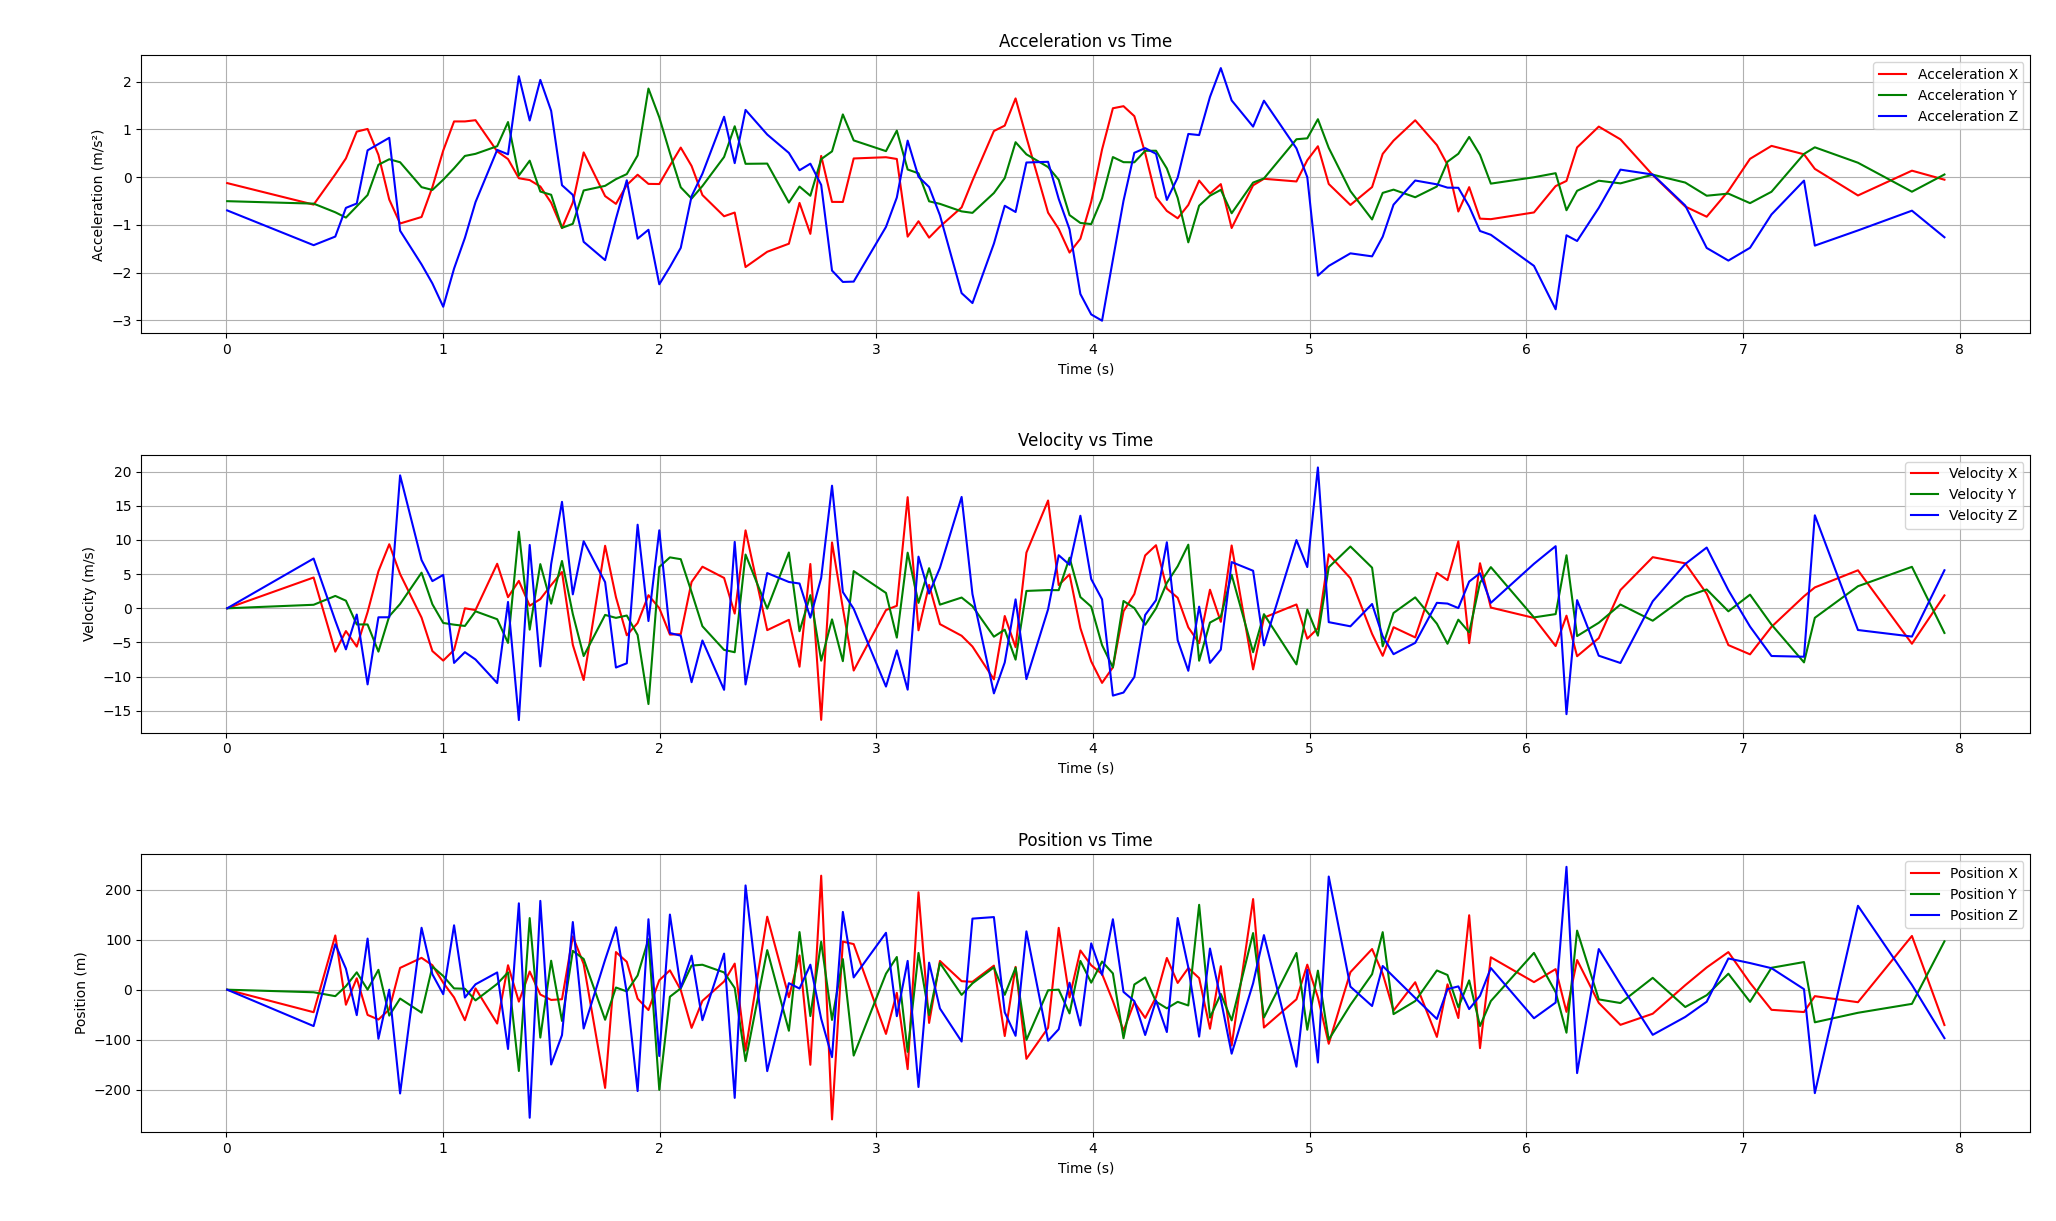 Acceleration vs Time
Acceleration (m/s²)
2
1
0
−1
−2
−3
Acceleration X
Acceleration Y
Acceleration Z
0 1 2 3 4 5 6 7 8
Time (s)
Velocity vs Time
Velocity (m/s)
20
15
10
5
0
−5
−10
−15
Velocity X
Velocity Y
Velocity Z
0 1 2 3 4 5 6 7 8
Time (s)
Position vs Time
Position (m)
200
100
0
−100
−200
Position X
Position Y
Position Z
0 1 2 3 4 5 6 7 8
Time (s)